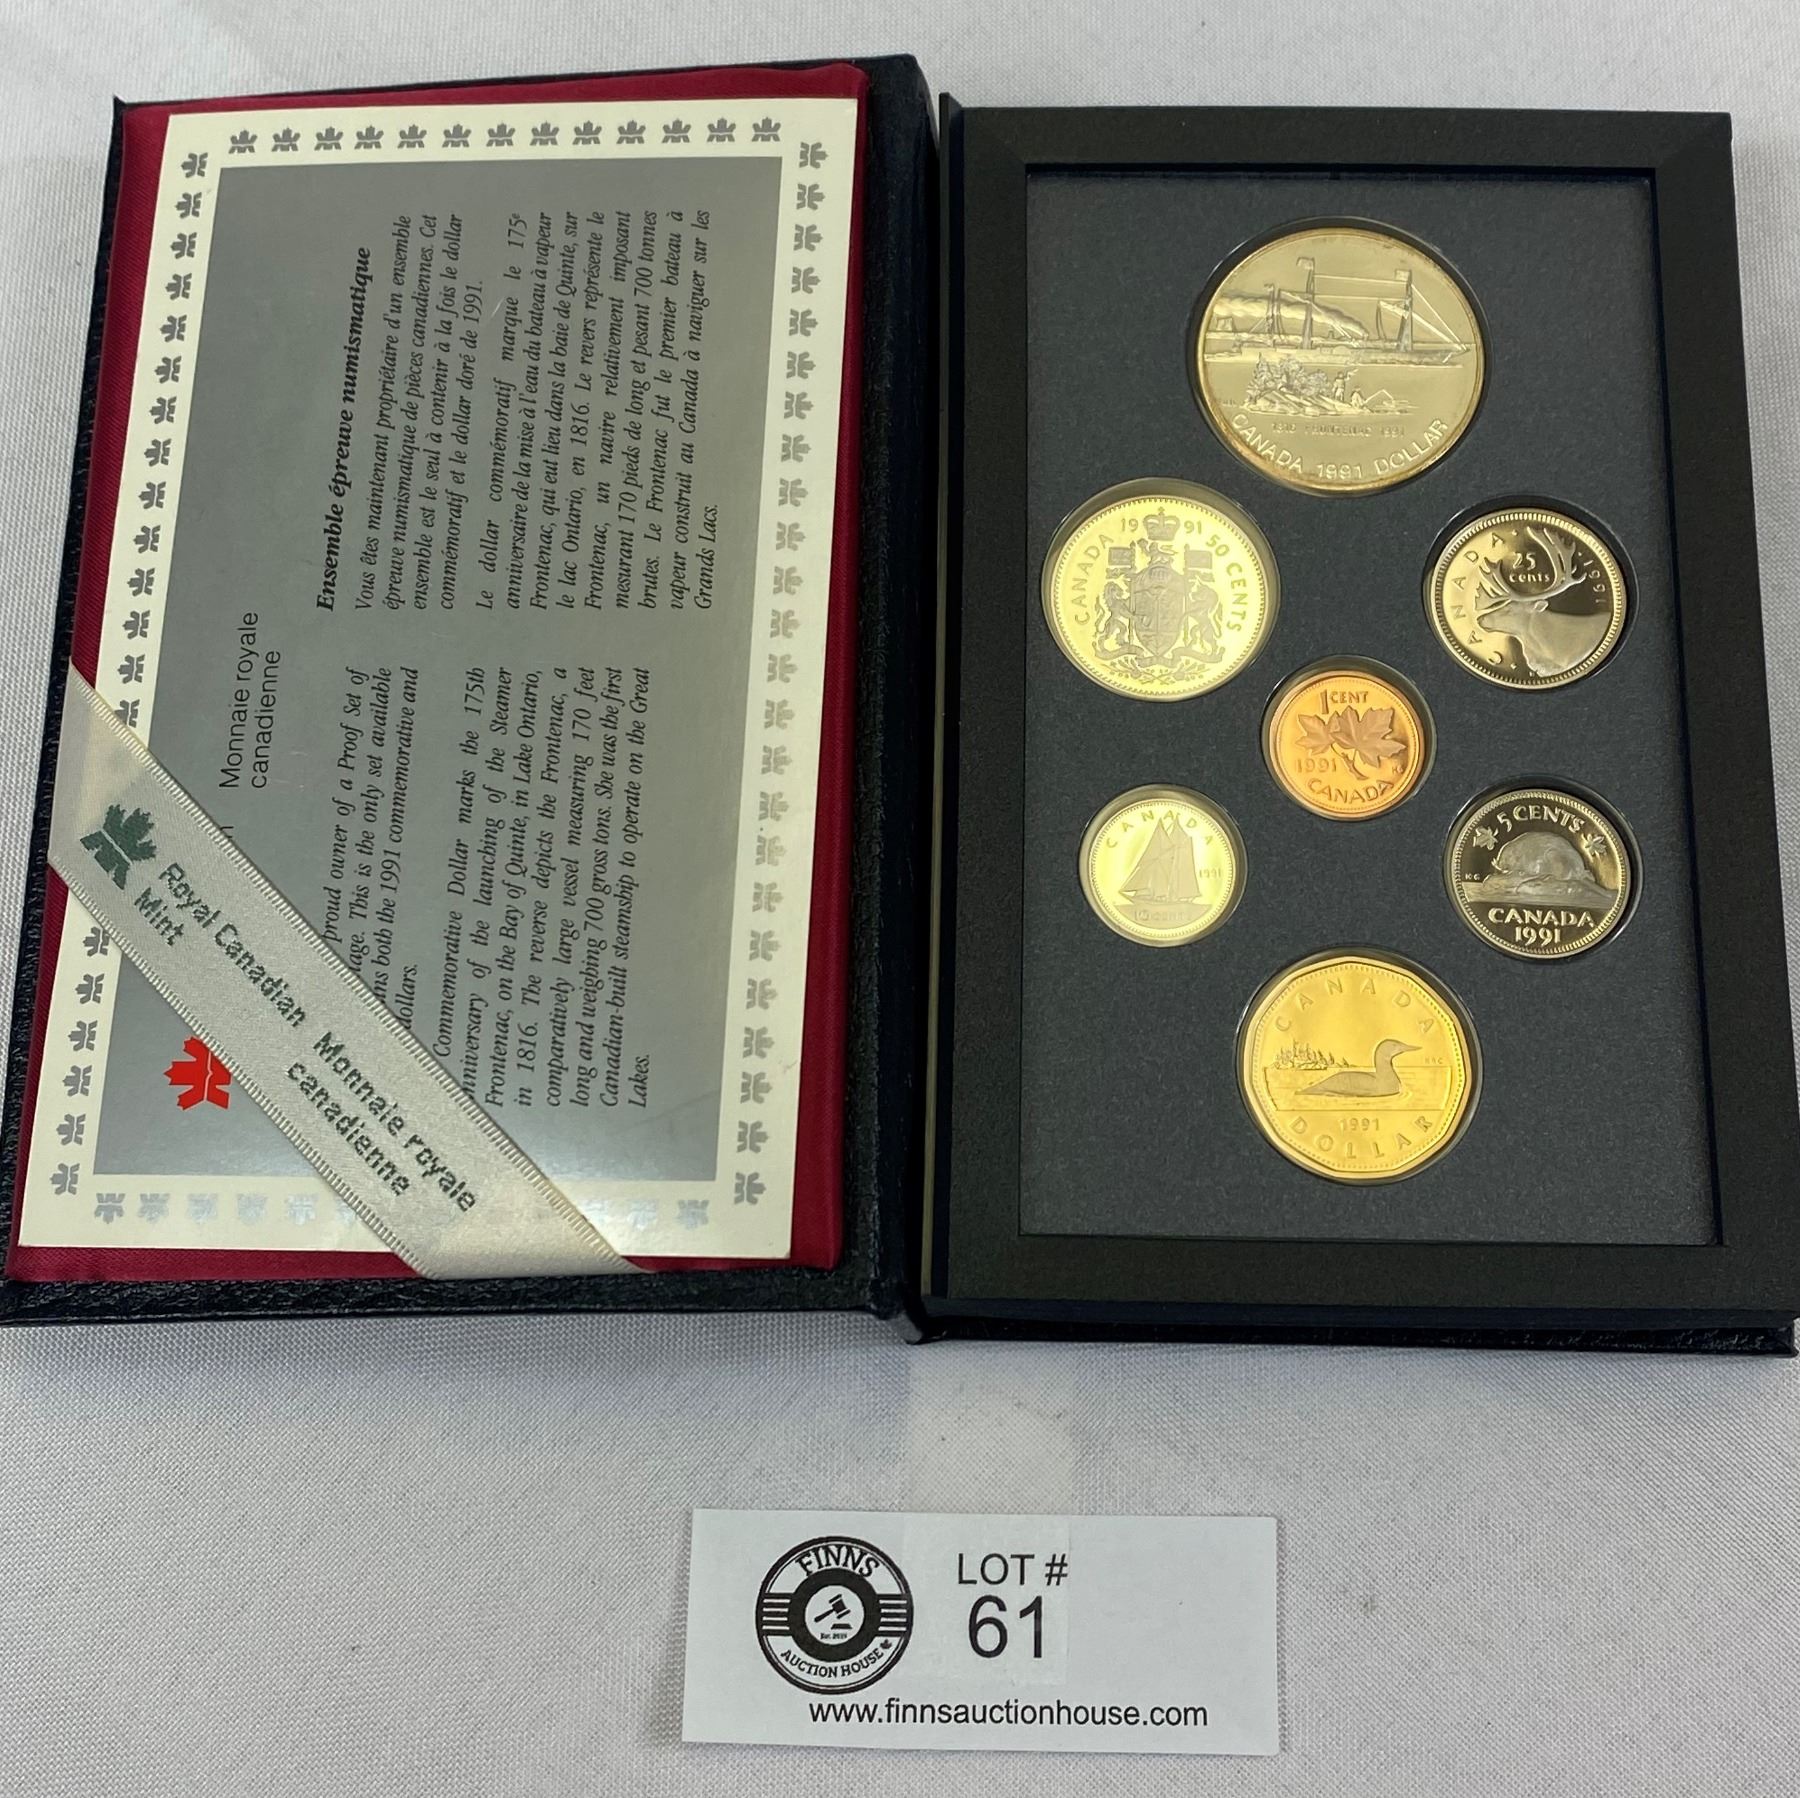 Monnaie royale
canadienne
proud owner of a Proof Set of
This is the only set available
both the 1991 commemorative and
dollars.
Commemorative Dollar marks the 175th
of the launching of the Steamer
Frontenac, on the Bay of Quinte, in Lake Ontario,
in 1816. The reverse depicts the Frontenac, a
comparatively large vessel measuring 170 feet
long and weighing 700 gross tons. She was the first
Canadian-built steamship to operate on the Great
Lakes.
Ensemble épreuve numismatique
Vous êtes maintenant propriétaire d'un ensemble
épreuve numismatique de pièces canadiennes. Cet
ensemble est le seul à contenir à la fois le dollar
commémoratif et le dollar doré de 1991.
Le dollar commémoratif marque le 175e
anniversaire de la mise à l'eau du bateau à vapeur
Frontenac, qui eut lieu dans la baie de Quinte, sur
le lac Ontario, en 1816. Le revers représente le
Frontenac, un navire relativement imposant
mesurant 170 pieds de long et pesant 700 tonnes
brutes. Le Frontenac fut le premier bateau à
vapeur construit au Canada à naviguer sur les
Grands Lacs.
Royal Canadian
Mint
Monnaie royale
canadienne
1816 FRONTENAC 1991
CANADA 1991 DOLLAR
1991
CANADA 50 CENTS
CANADA
25
cents
1991
1 CENT
1991
CANADA
CANADA
1991
10 CENTS
5 CENTS
KG
CANADA
1991
CANADA
RRC
1991
DOLLAR
FINNS
AUCTION HOUSE
LOT #
61
www.finnsauctionhouse.com